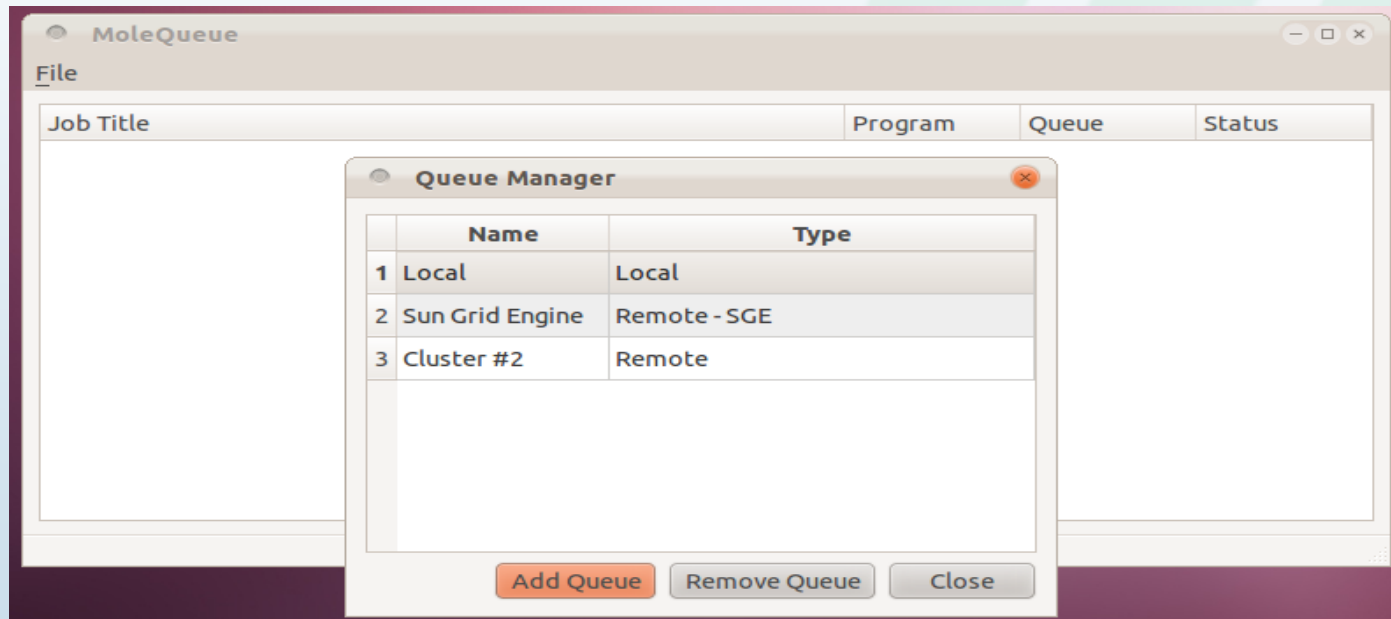 MoleQueue
File
Job Title Program Queue Status
Queue Manager
Name Type
1 Local Local
2 Sun Grid Engine Remote - SGE
3 Cluster #2 Remote
Add Queue Remove Queue Close